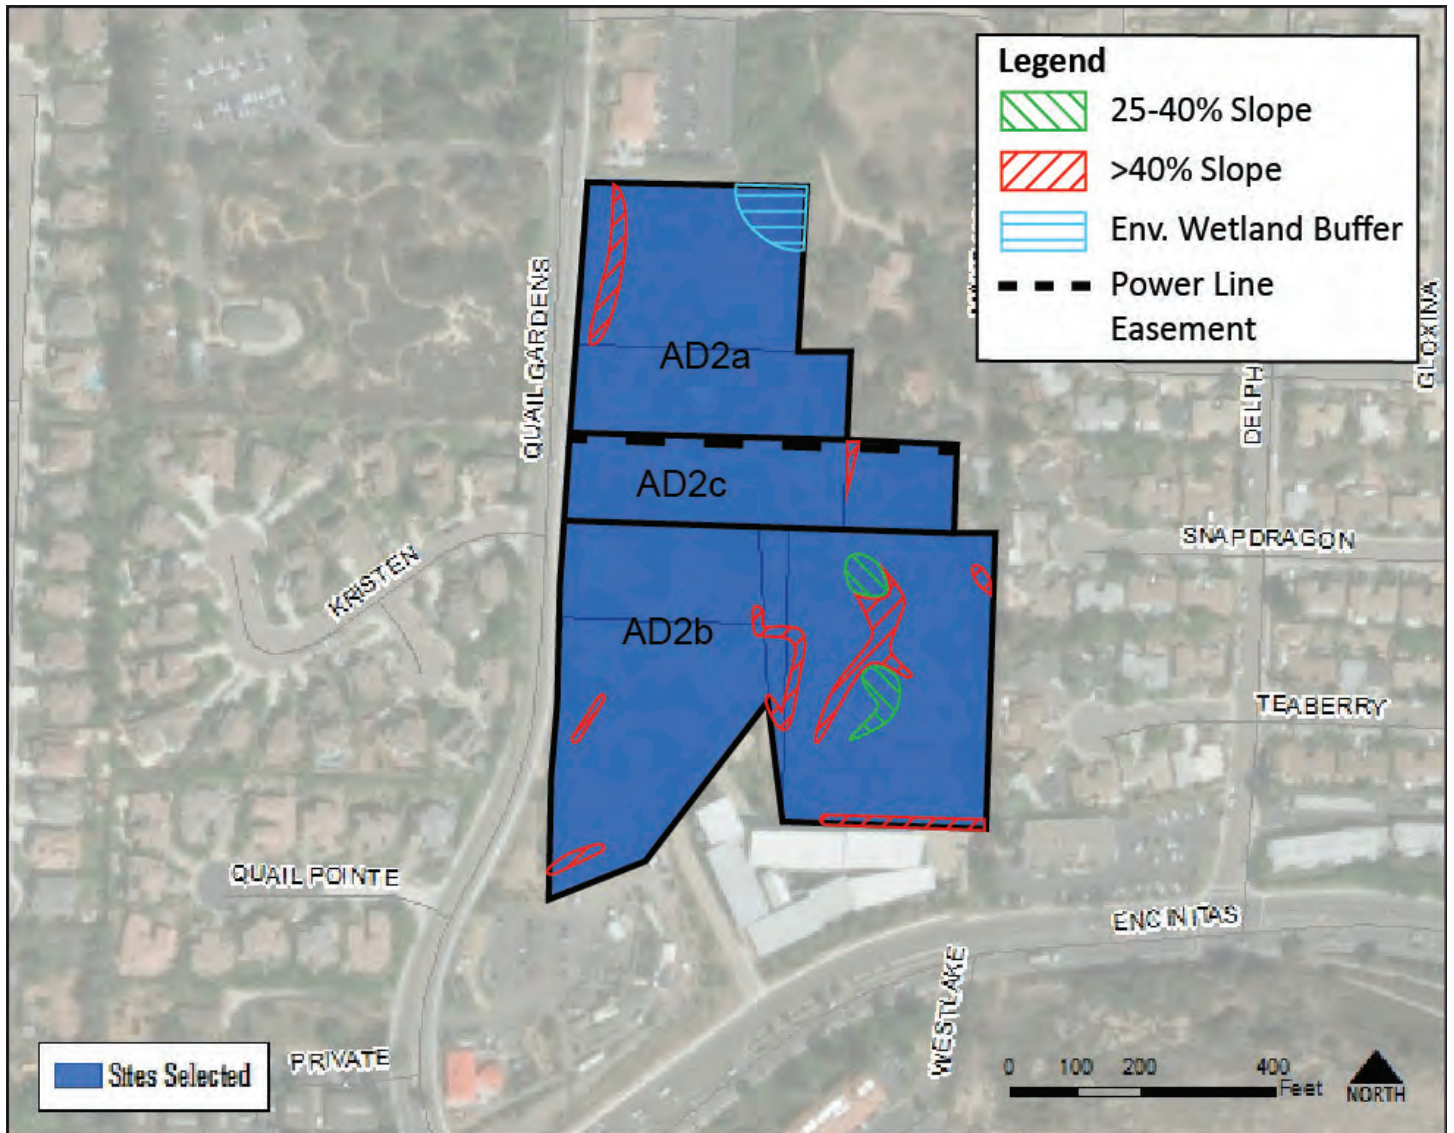 Legend
25-40% Slope
>40% Slope
Env. Wetland Buffer
Power Line
Easement
QUAIL GARDENS
GLOXINA
DELPH
AD2a
AD2c
AD2b
KRISTEN
SNAPDRAGON
TEABERRY
QUAIL POINTE
ENCINITAS
WESTLAKE
PRIVATE
Sites Selected
0 100 200 400
Feet
NORTH